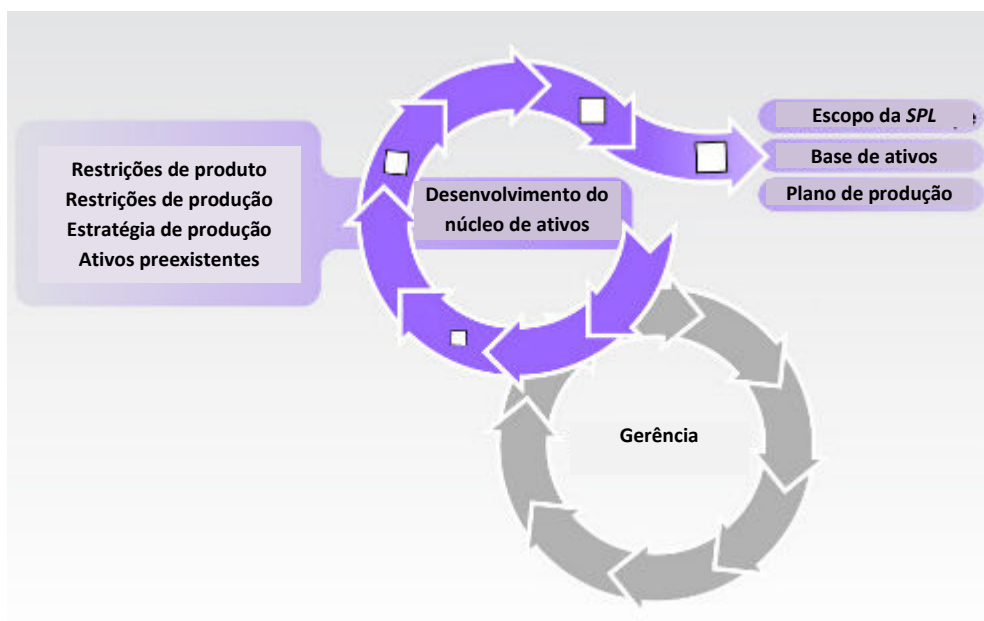 Restrições de produto
Restrições de produção
Estratégia de produção
Ativos preexistentes
Desenvolvimento do
núcleo de ativos
Escopo da SPL
Base de ativos
Plano de produção
Gerência